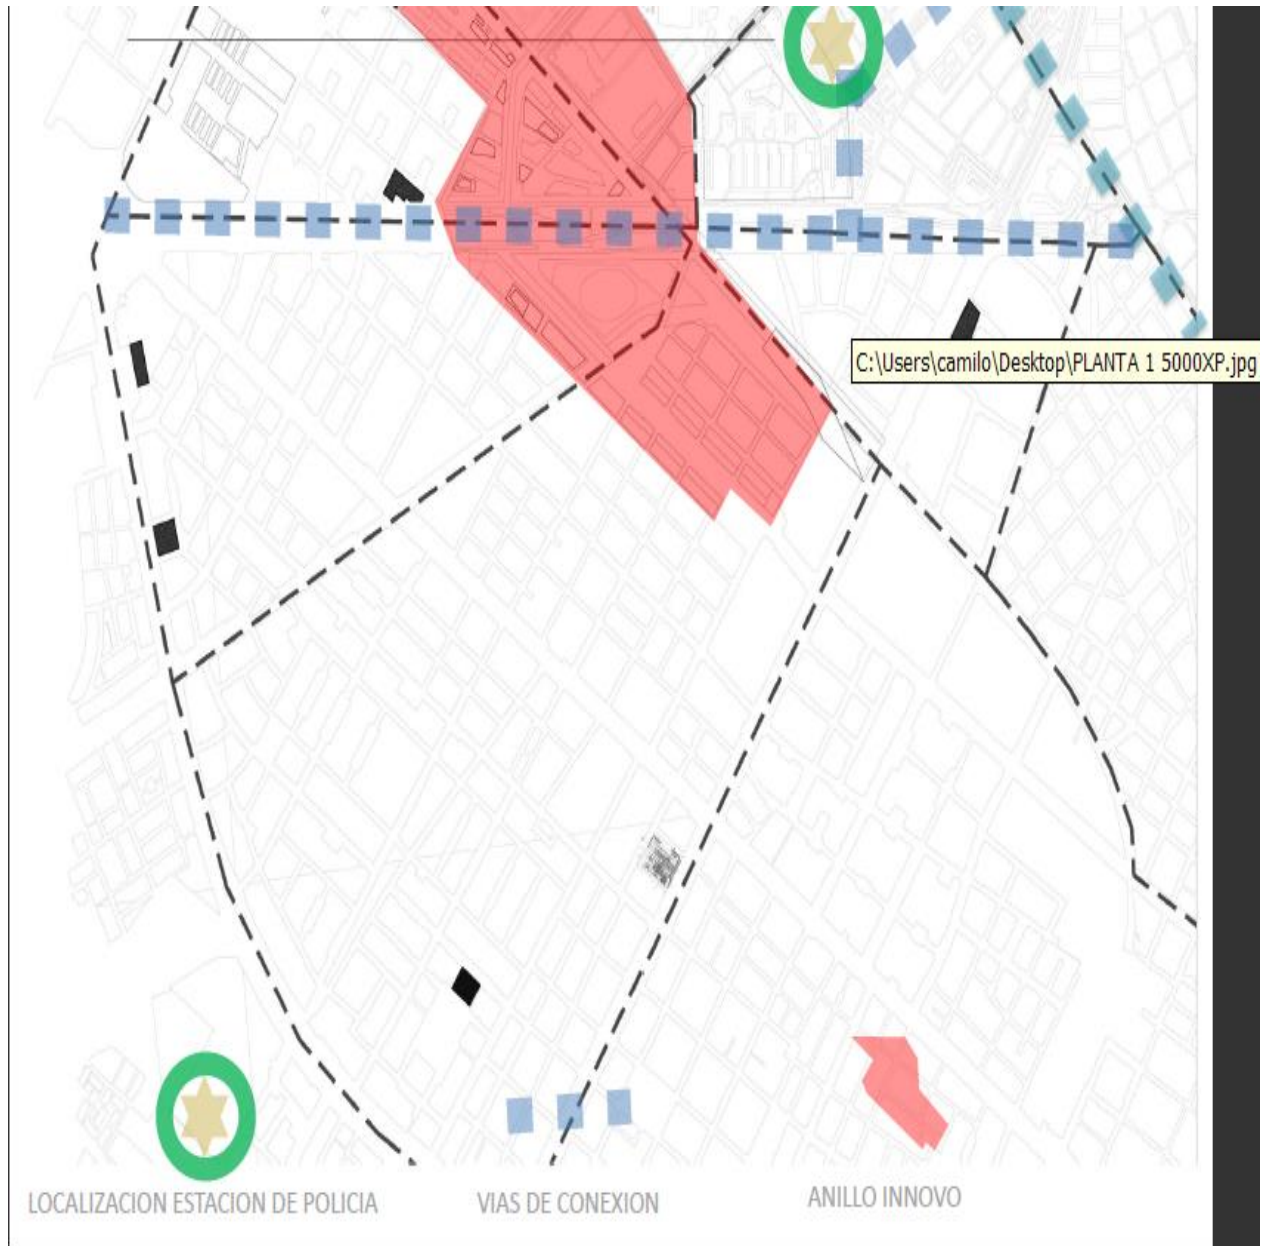 C:\Users\camilo\Desktop\PLANTA 1 5000XP.jpg
LOCALIZACION ESTACION DE POLICIA
VIAS DE CONEXION
ANILLO INNOVO